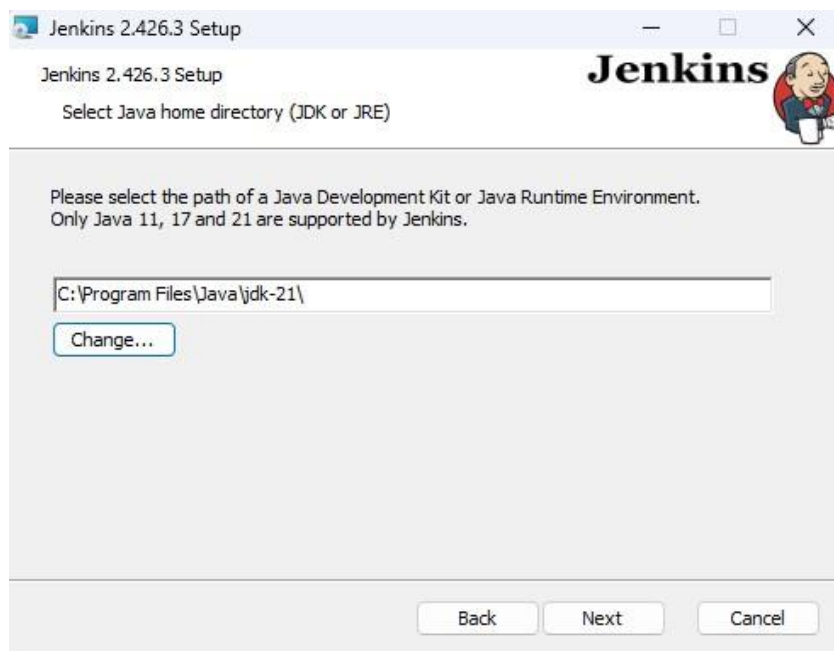 Jenkins 2.426.3 Setup
Jenkins 2.426.3 Setup
Jenkins
Select Java home directory (JDK or JRE)
Please select the path of a Java Development Kit or Java Runtime Environment.
Only Java 11, 17 and 21 are supported by Jenkins.
C:\Program Files\Java\jdk-21\
Change...
Back
Next
Cancel